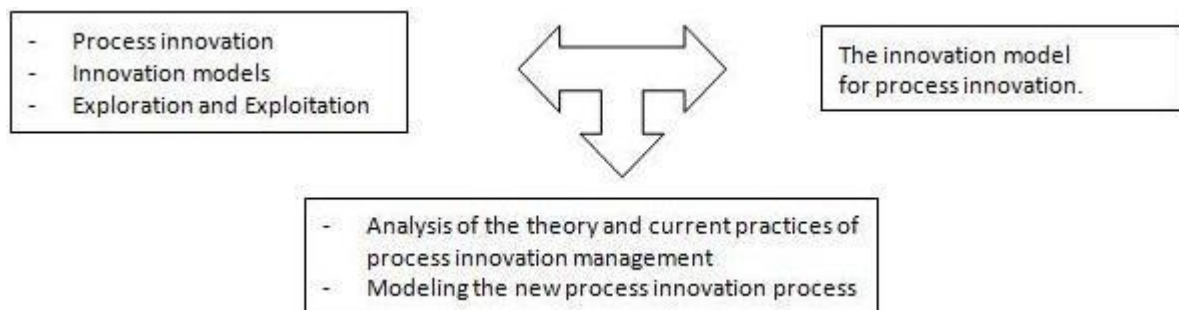 - Process innovation
- Innovation models
- Exploration and Exploitation
The innovation model
for process innovation.
- Analysis of the theory and current practices of
process innovation management
- Modeling the new process innovation process